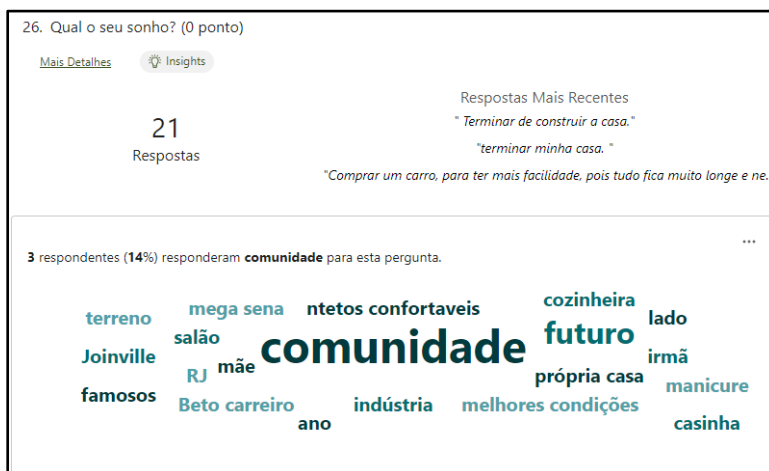 26. Qual o seu sonho? (0 ponto)
Mais Detalhes Insights
21
Respostas
Respostas Mais Recentes
" Terminar de construir a casa."
"terminar minha casa. "
"Comprar um carro, para ter mais facilidade, pois tudo fica muito longe e ne.
...
3 respondentes (14%) responderam comunidade para esta pergunta.
terreno
mega sena
ntetos confortaveis
cozinheira
lado
Joinville
salão
mãe
comunidade
futuro
irmã
famosos
RJ
própria casa
manicure
Beto carreiro
ano
indústria
melhores condições
casinha